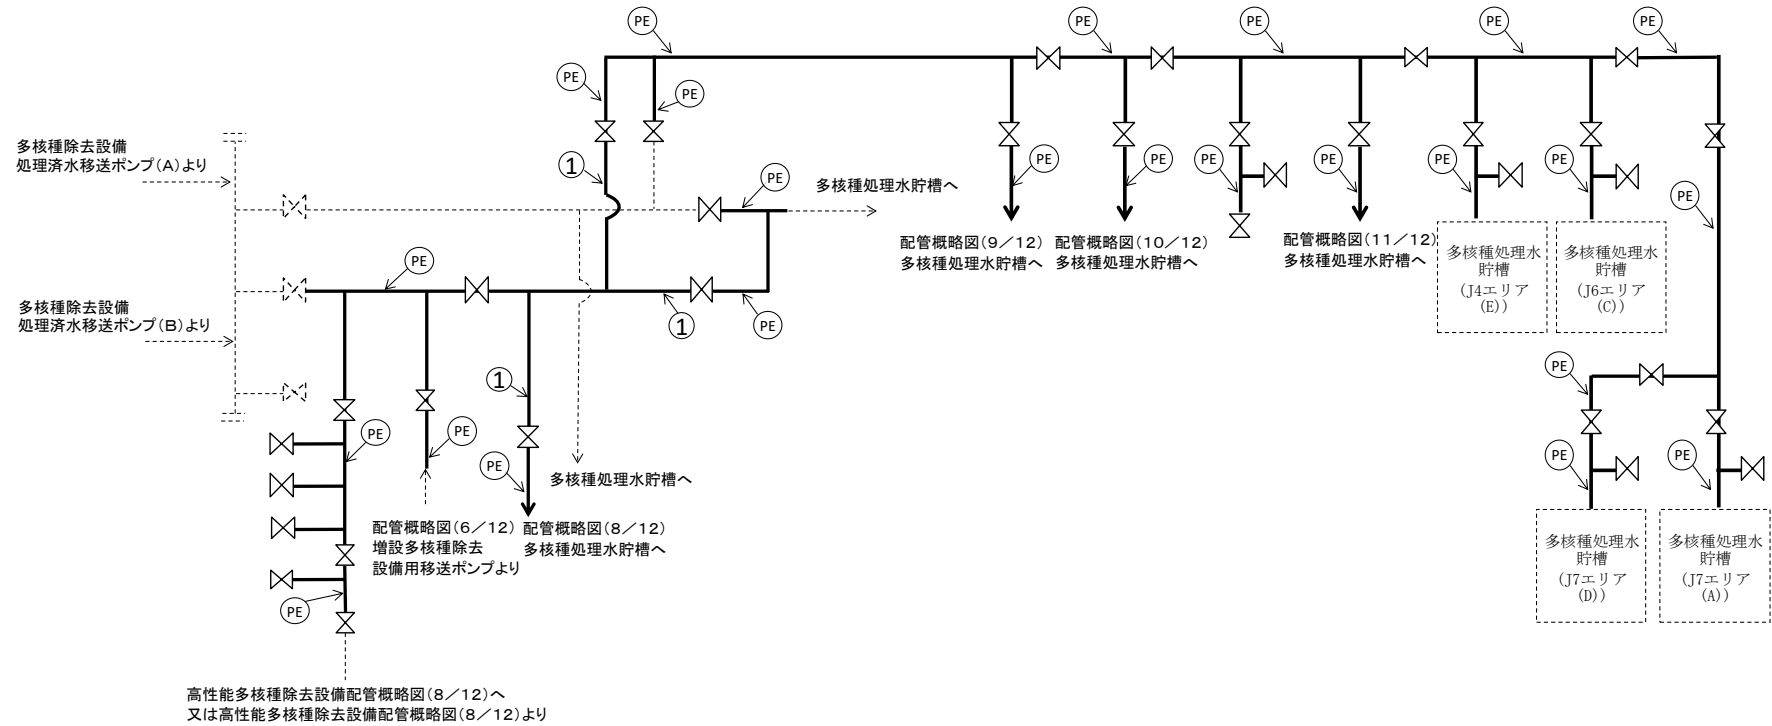 PE
PE
PE
PE
PE
PE
PE
多核種除去設備
処理済水移送ポンプ(A)より
①
PE
PE
PE
PE
PE
PE
PE
PE
多核種処理水貯槽へ
配管概略図(9/12)
多核種処理水貯槽へ
配管概略図(10/12)
多核種処理水貯槽へ
配管概略図(11/12)
多核種処理水貯槽へ
多核種処理水
貯槽
(J4エリア
(E))
多核種処理水
貯槽
(J6エリア
(C))
PE
多核種除去設備
処理済水移送ポンプ(B)より
PE
①
PE
①
PE
PE
PE
PE
PE
PE
多核種処理水貯槽へ
配管概略図(6/12)
増設多核種除去
設備用移送ポンプより
配管概略図(8/12)
多核種処理水貯槽へ
多核種処理水
貯槽
(J7エリア
(D))
多核種処理水
貯槽
(J7エリア
(A))
PE
高性能多核種除去設備配管概略図(8/12)へ
又は高性能多核種除去設備配管概略図(8/12)より